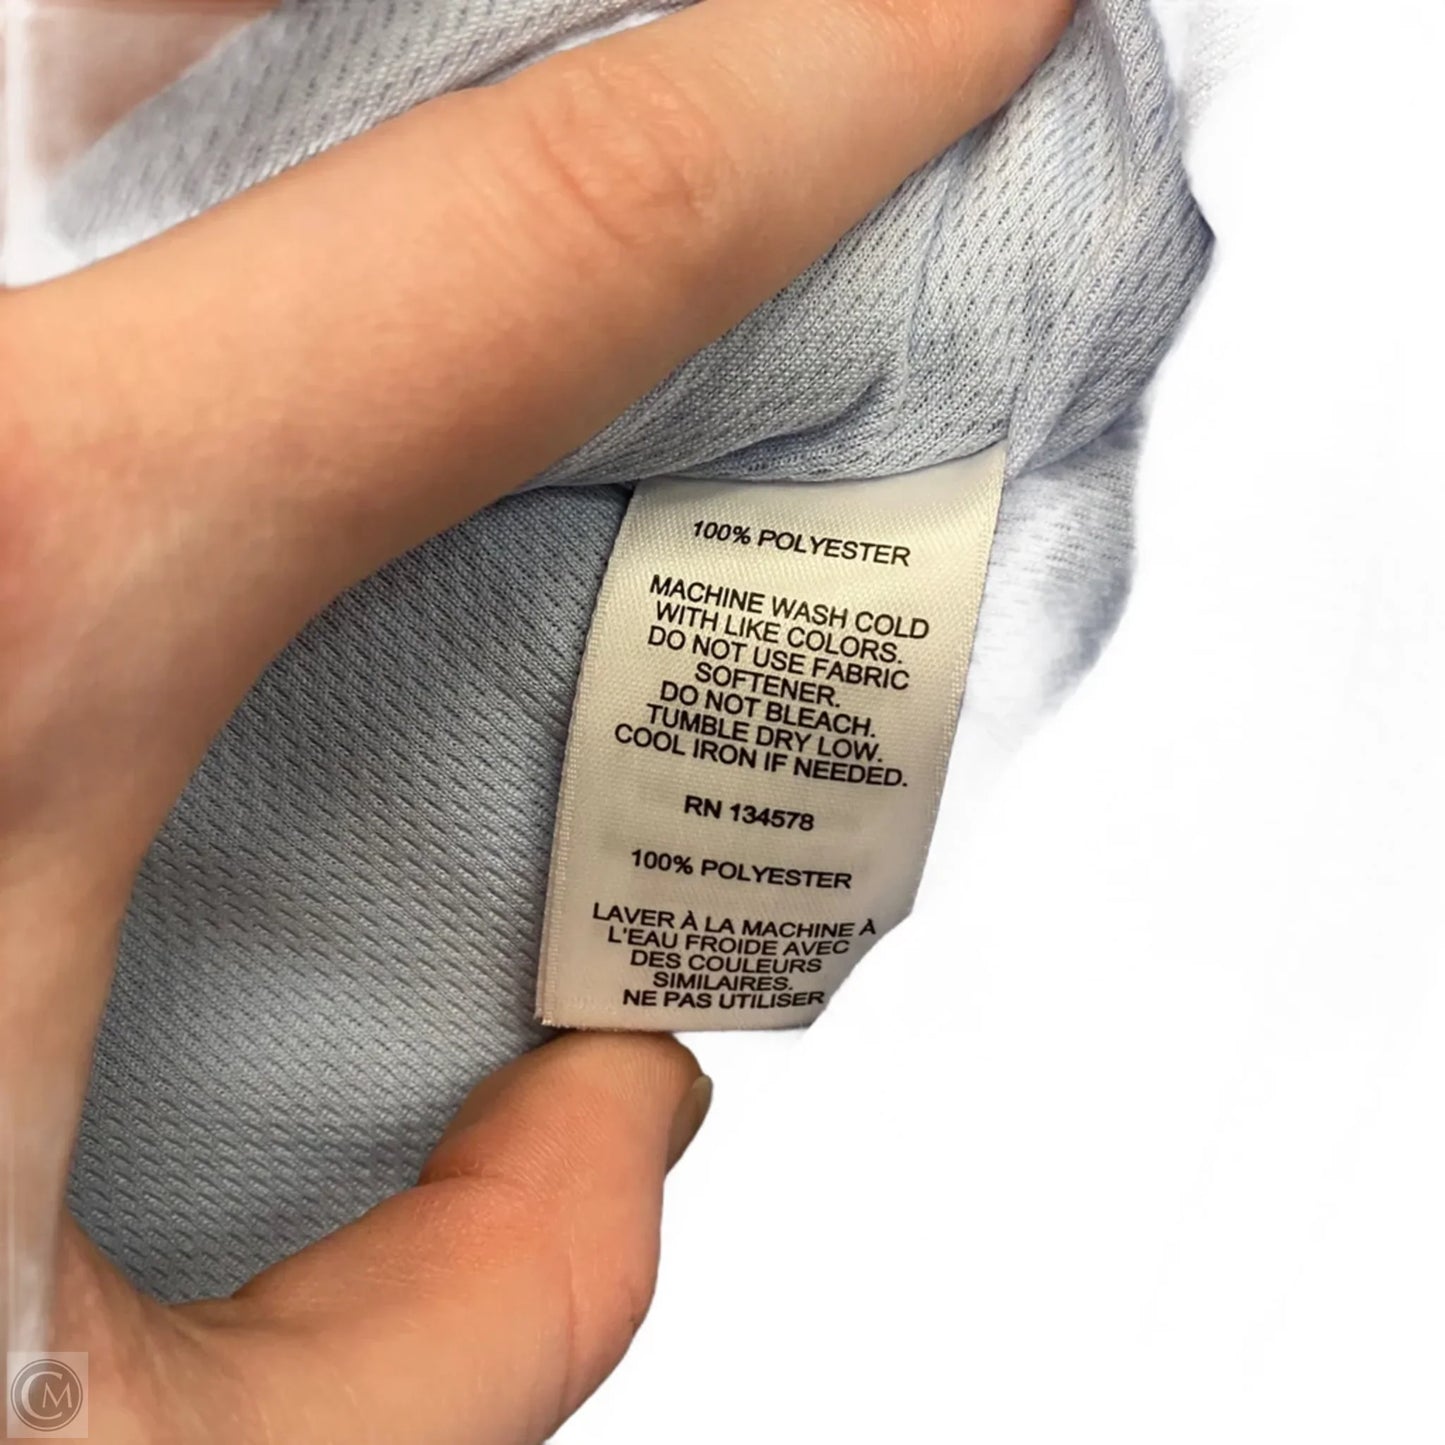 100% POLYESTER
MACHINE WASH COLD
WITH LIKE COLORS.
DO NOT USE FABRIC
SOFTENER.
DO NOT BLEACH.
TUMBLE DRY LOW.
COOL IRON IF NEEDED.
RN 134578
100% POLYESTER
LAVER À LA MACHINE À
L'EAU FROIDE AVEC
DES COULEURS
SIMILAIRES.
NE PAS UTILISER
CM